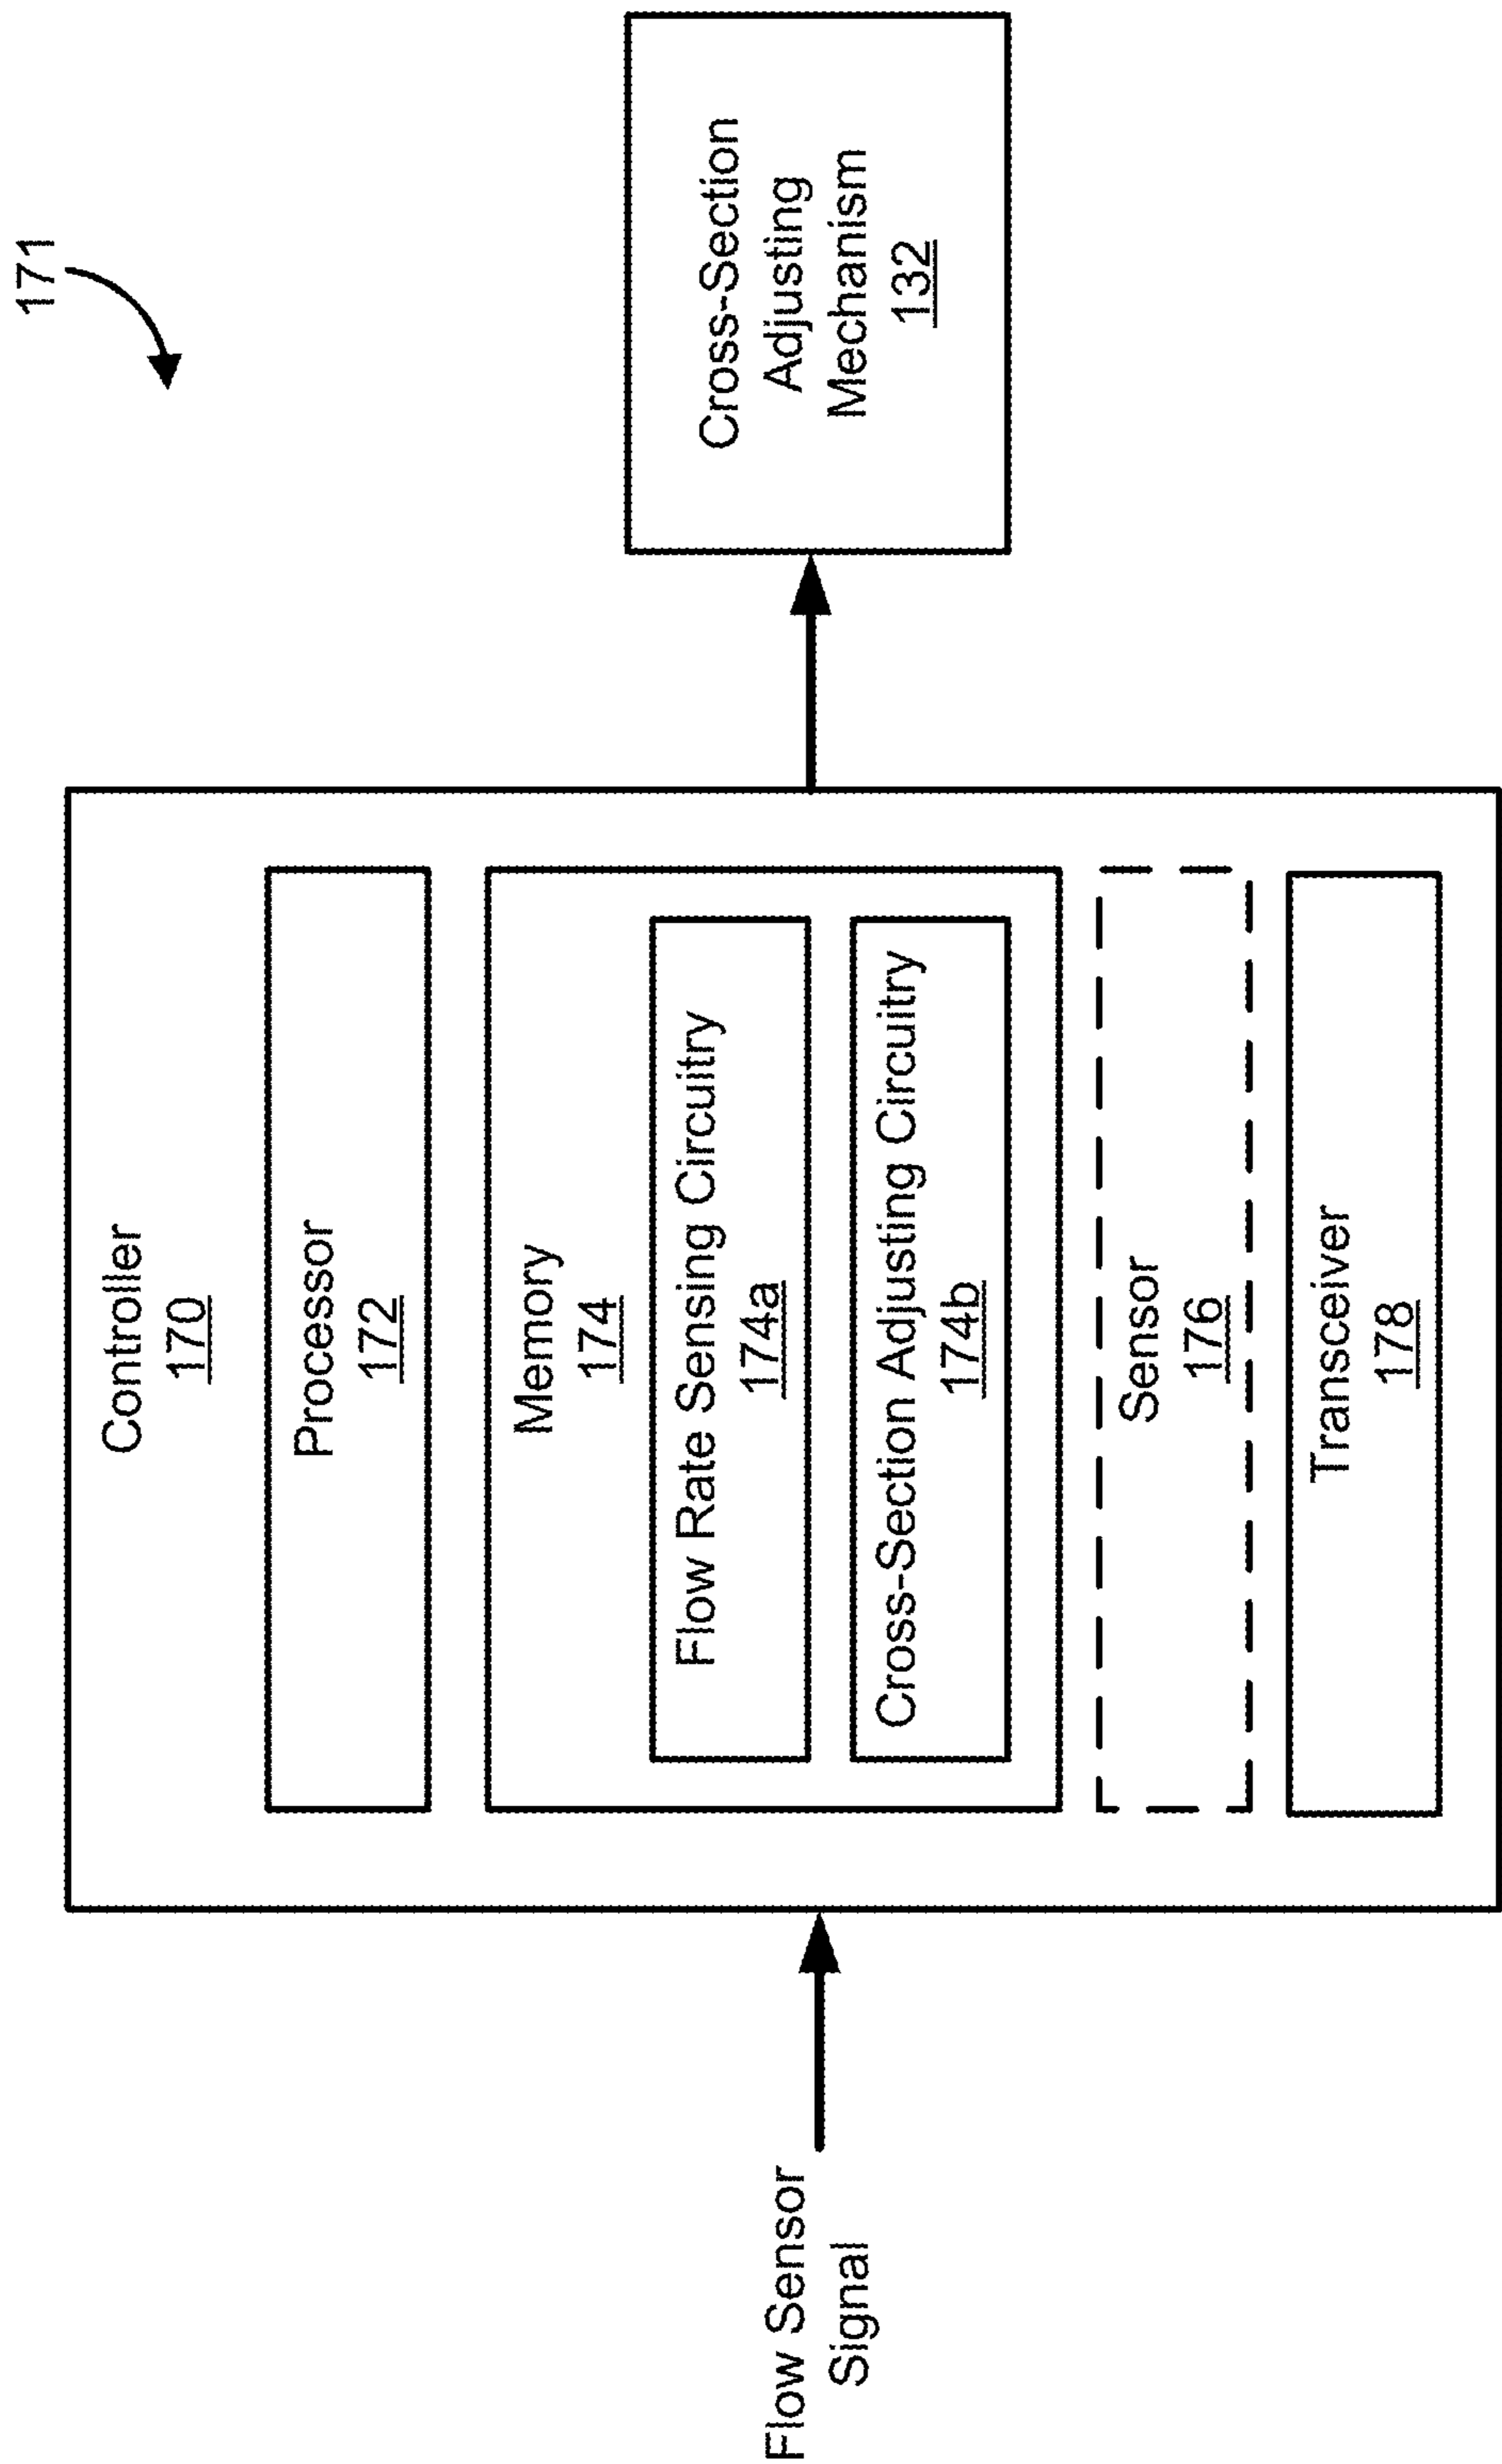 171
Flow Sensor
Signal
Controller
170
Processor
172
Memory
174
Flow Rate Sensing Circuitry
174a
Cross-Section Adjusting Circuitry
174b
Sensor
176
Transceiver
178
Cross-Section
Adjusting
Mechanism
132